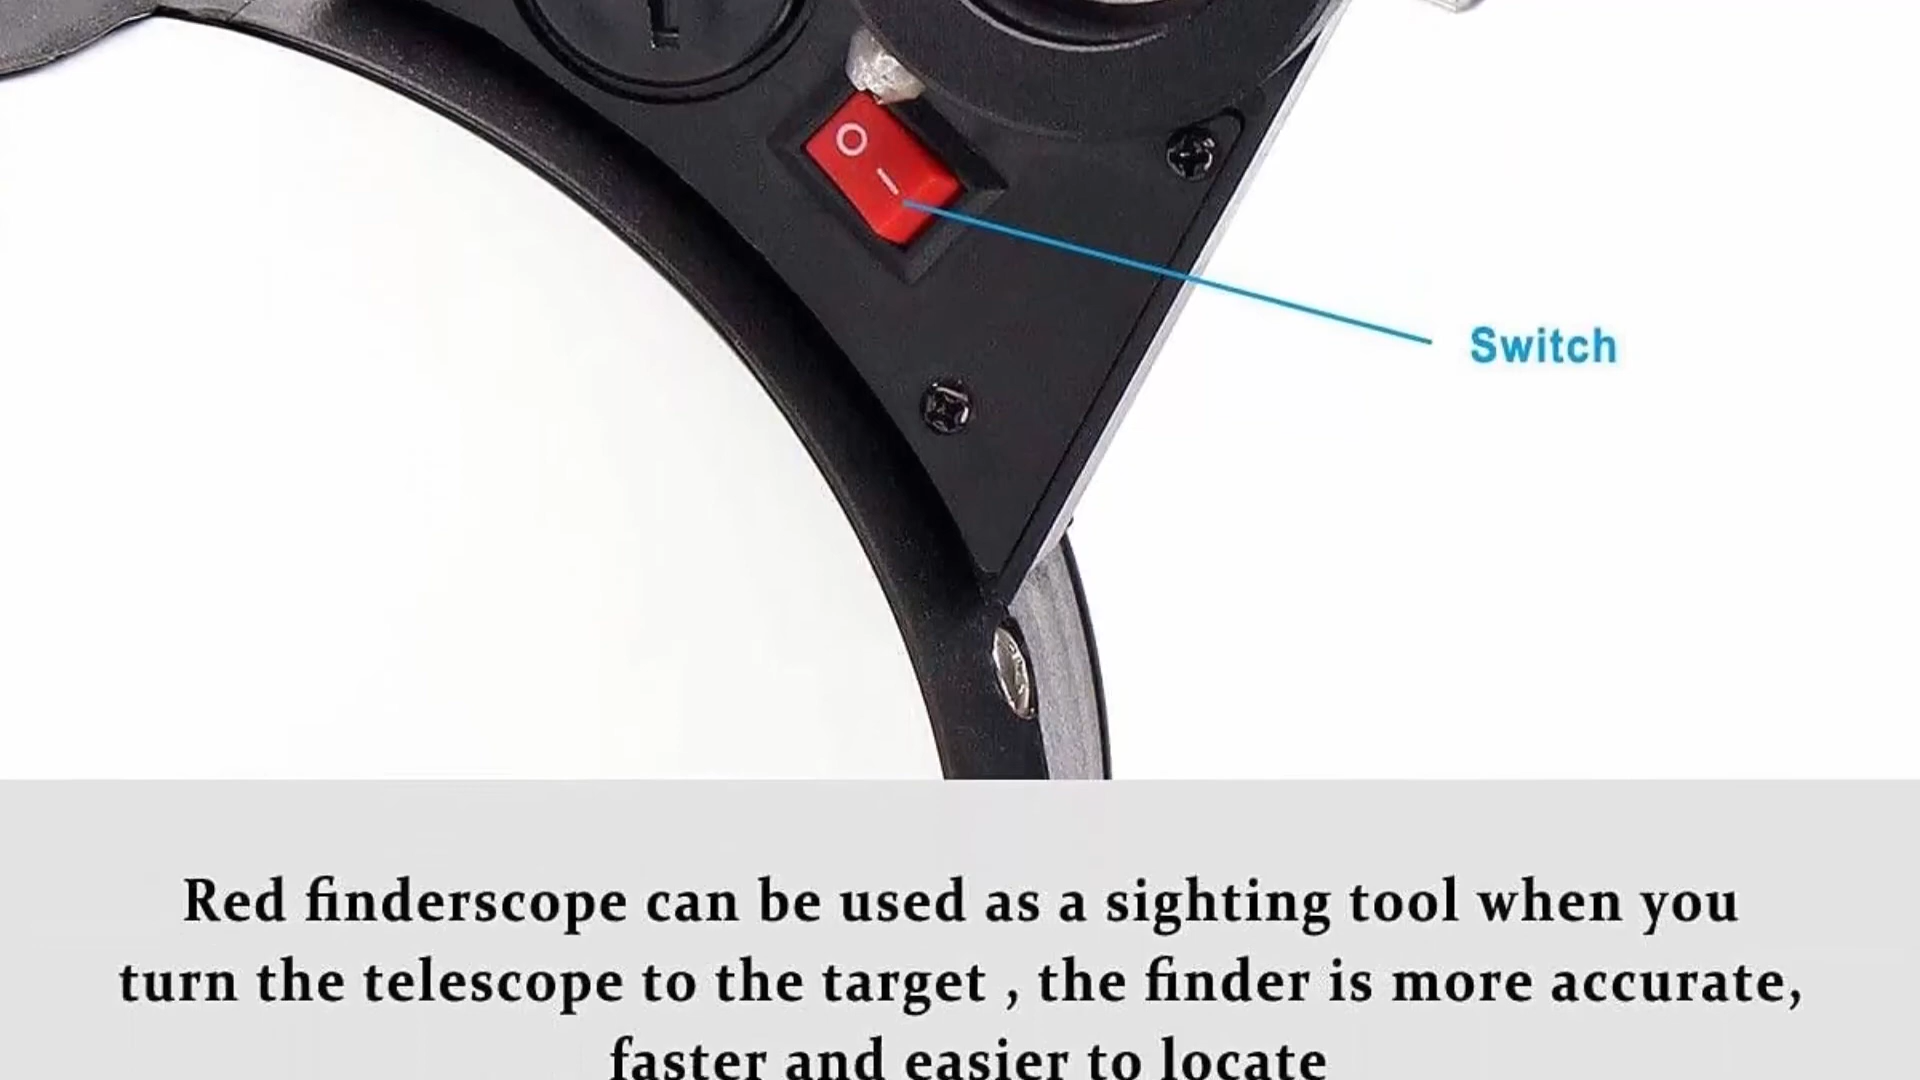 Switch
Red finderscope can be used as a sighting tool when you
turn the telescope to the target , the finder is more accurate,
faster and easier to locate